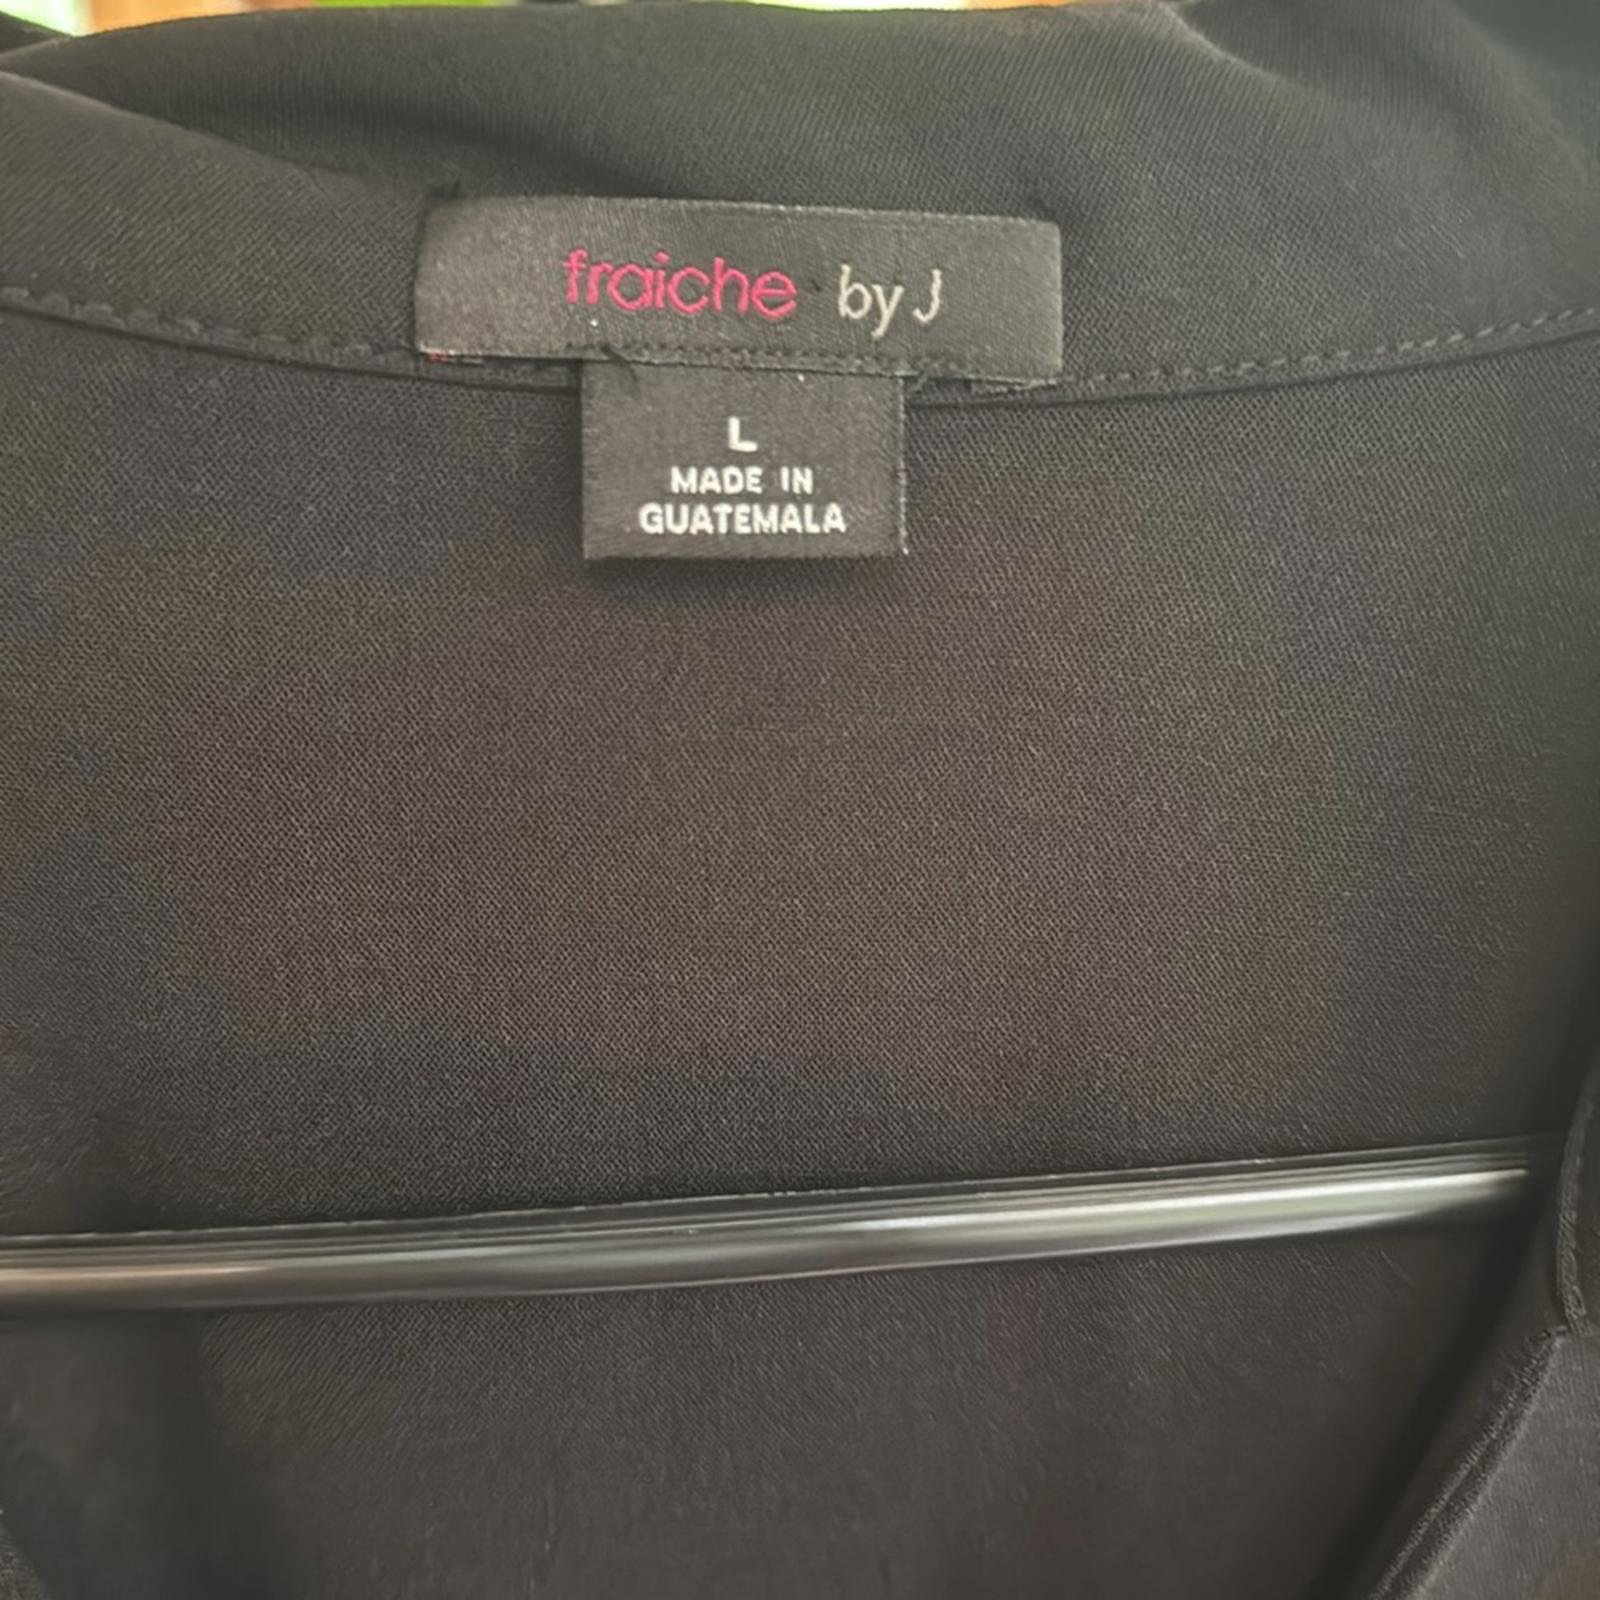 fraiche by J
L
MADE IN
GUATEMALA